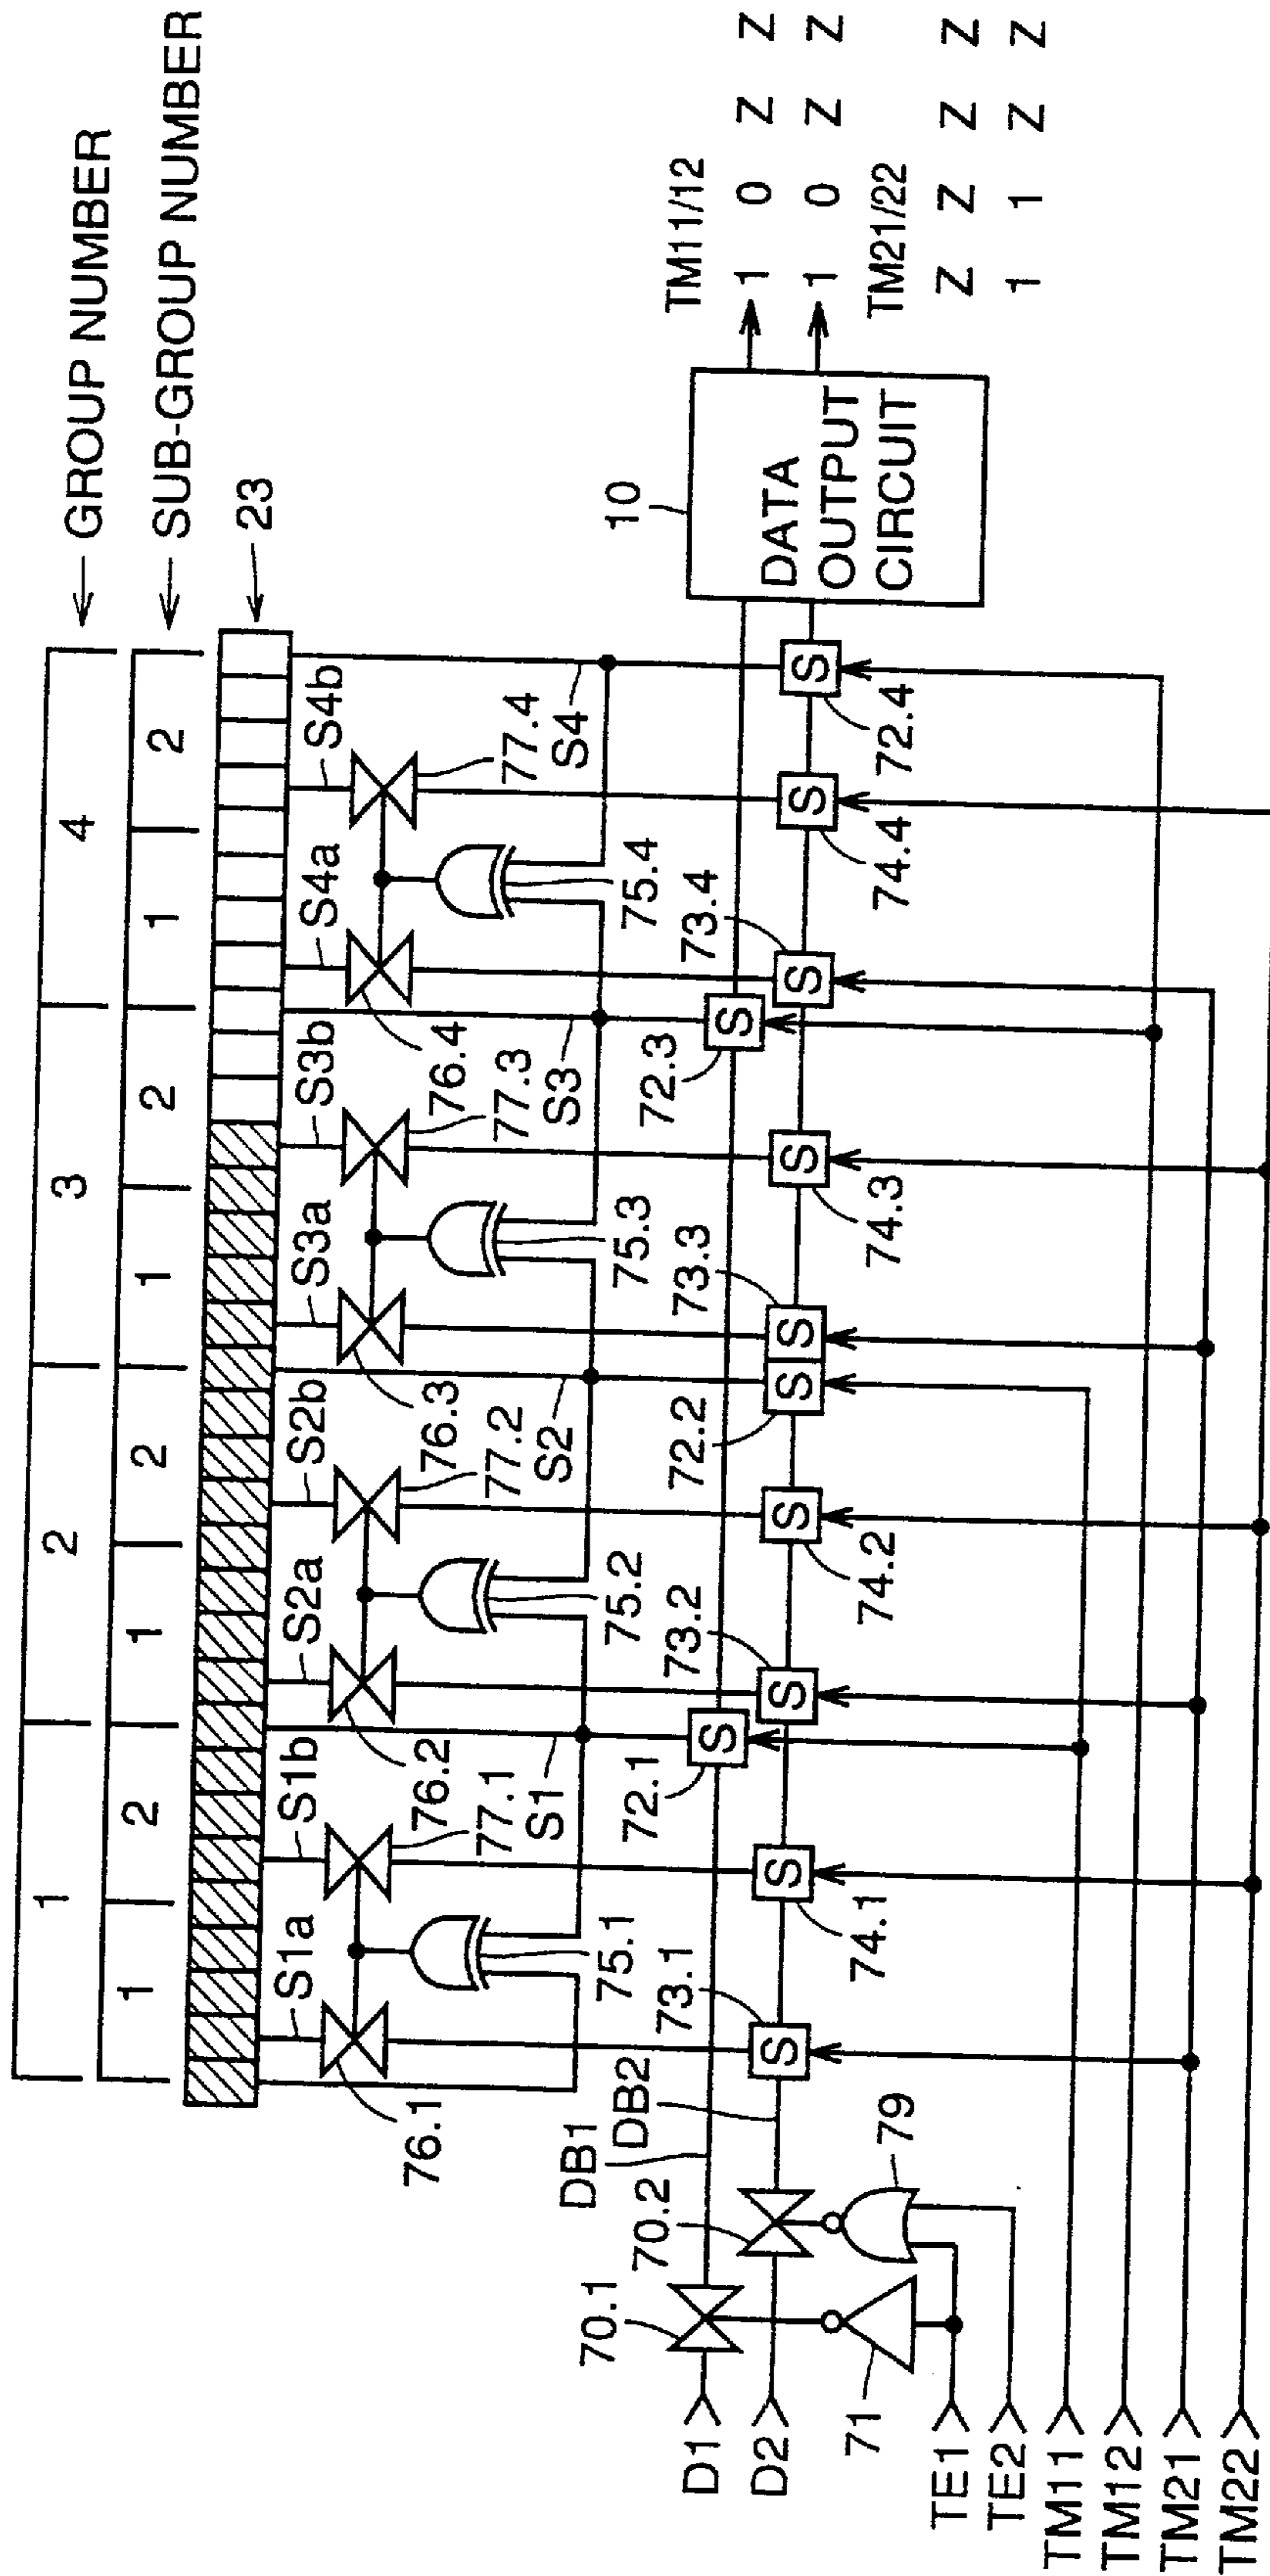 ← GROUP NUMBER
1 2 3 4
← SUB-GROUP NUMBER
1 2 1 2 1 2 1 2
23
S1a S1b S2a S2b S3a S3b S4a S4b
76.1 76.2 76.3 76.4
77.1 77.2 77.3 77.4
S1 S2 S3 S4
75.1 75.2 75.3 75.4
10
72.1 72.3
73.1 73.2 73.3 73.4
DB1
DB2
70.1
70.2
D1
D2
S S
S S S S S S S S S S
74.1 74.2 72.2 74.3 74.4 72.4
71
79
DATA
OUTPUT
CIRCUIT
TM11/12
1 0 Z Z
1 0 Z Z
TM21/22
Z Z Z Z
1 1 Z Z
TE1
TE2
TM11
TM12
TM21
TM22